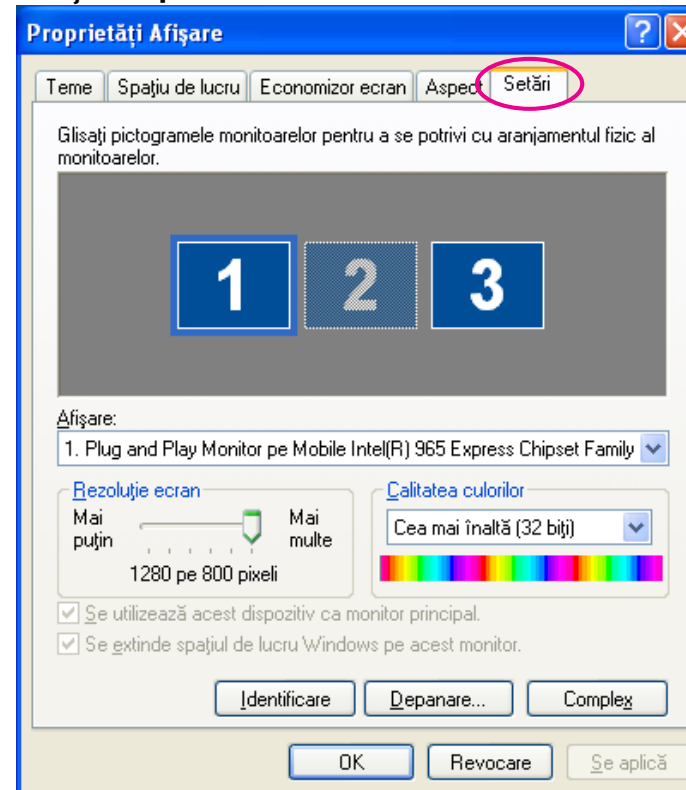 Proprietăți Afișare
Teme Spațiu de lucru Economizor ecran Aspect Setări
Glisați pictogramele monitoarelor pentru a se potrivi cu aranjamentul fizic al
monitoarelor.
1 2 3
Afișare:
1. Plug and Play Monitor pe Mobile Intel(R) 965 Express Chipset Family
Rezoluție ecran Calitatea culorilor
Mai puțin Mai multe
Cea mai înaltă (32 biți)
1280 pe 800 pixeli
Se utilizează acest dispozitiv ca monitor principal.
Se extinde spațiul de lucru Windows pe acest monitor.
Identificare Depanare... Complex
OK Revocare Se aplică